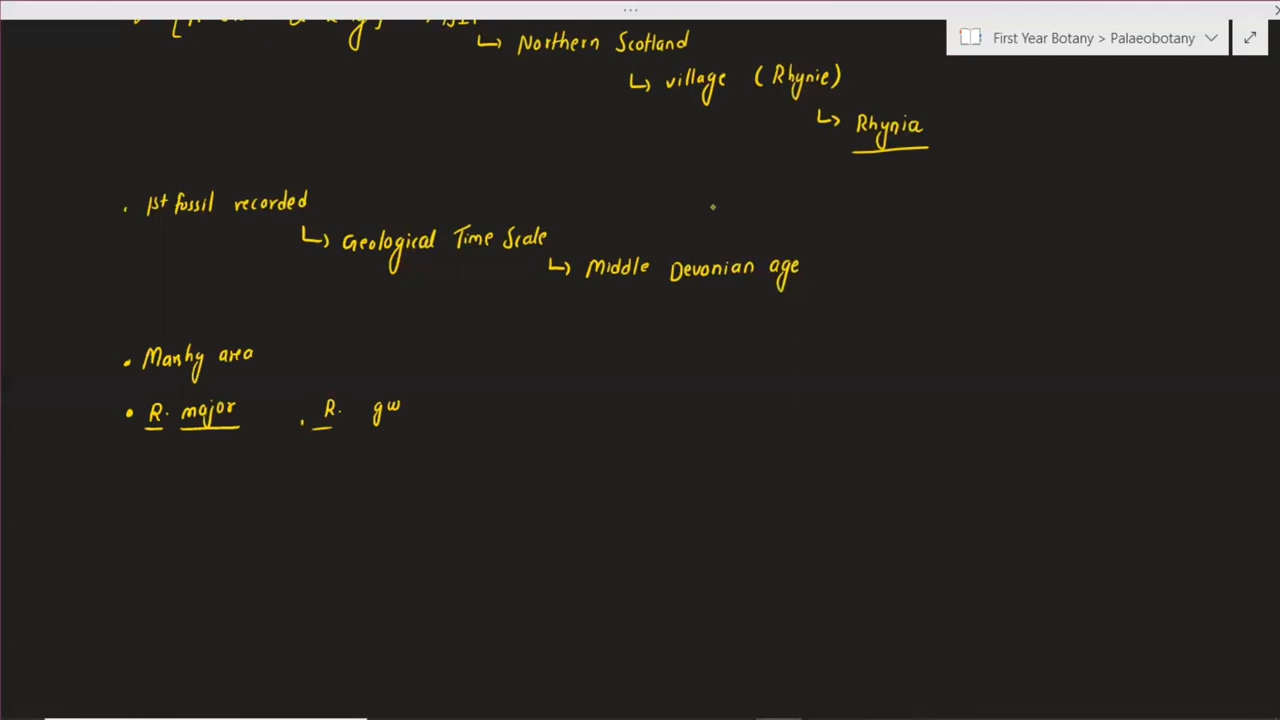 First Year Botany > Palaeobotany
↳ Northern Scotland
↳ village (Rhynie)
↳ Rhynia
. 1st fossil recorded
↳ Geological Time Scale
↳ Middle Devonian age
• Marshy area
• R. major . R. gw